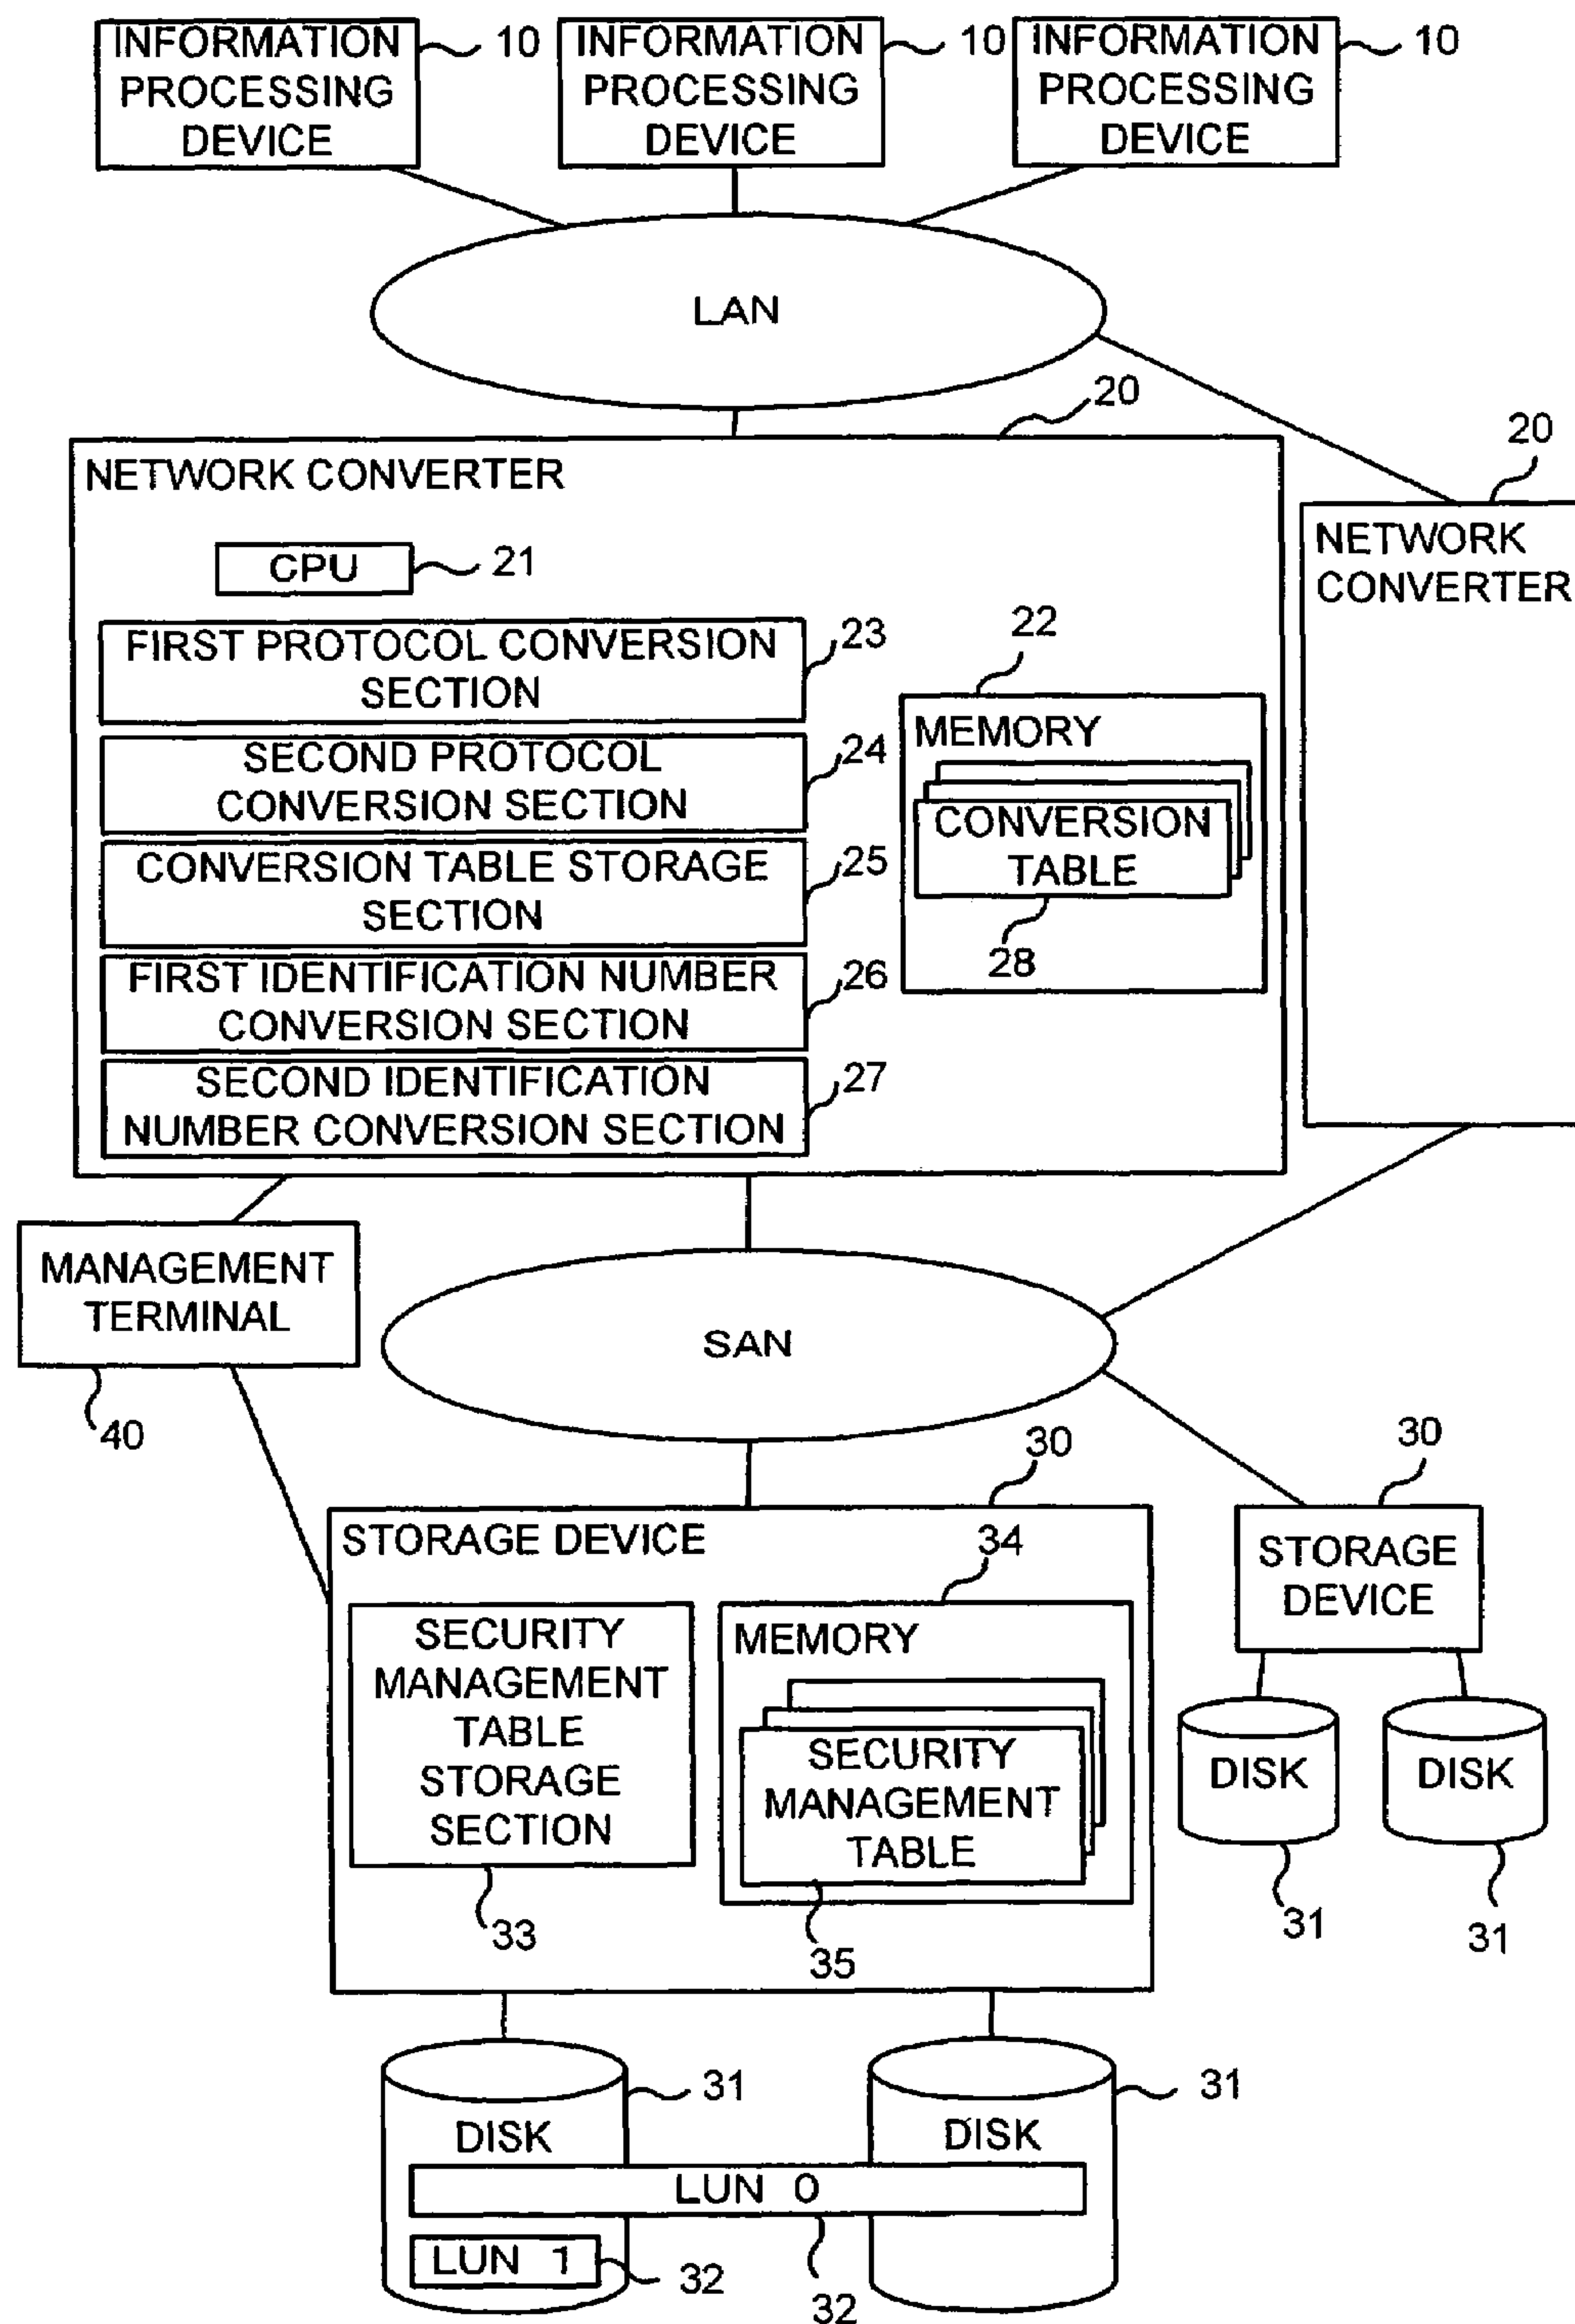 INFORMATION
PROCESSING
DEVICE
10
INFORMATION
PROCESSING
DEVICE
10
INFORMATION
PROCESSING
DEVICE
10
LAN
20
NETWORK CONVERTER
CPU
21
FIRST PROTOCOL CONVERSION
SECTION
23
SECOND PROTOCOL
CONVERSION SECTION
24
CONVERSION TABLE STORAGE
SECTION
25
FIRST IDENTIFICATION NUMBER
CONVERSION SECTION
26
SECOND IDENTIFICATION
NUMBER CONVERSION SECTION
27
22
MEMORY
CONVERSION
TABLE
28
20
NETWORK
CONVERTER
MANAGEMENT
TERMINAL
40
SAN
30
STORAGE DEVICE
SECURITY
MANAGEMENT
TABLE
STORAGE
SECTION
33
34
MEMORY
SECURITY
MANAGEMENT
TABLE
35
30
STORAGE
DEVICE
DISK
31
DISK
31
DISK
31
DISK
31
LUN 0
32
LUN 1
32